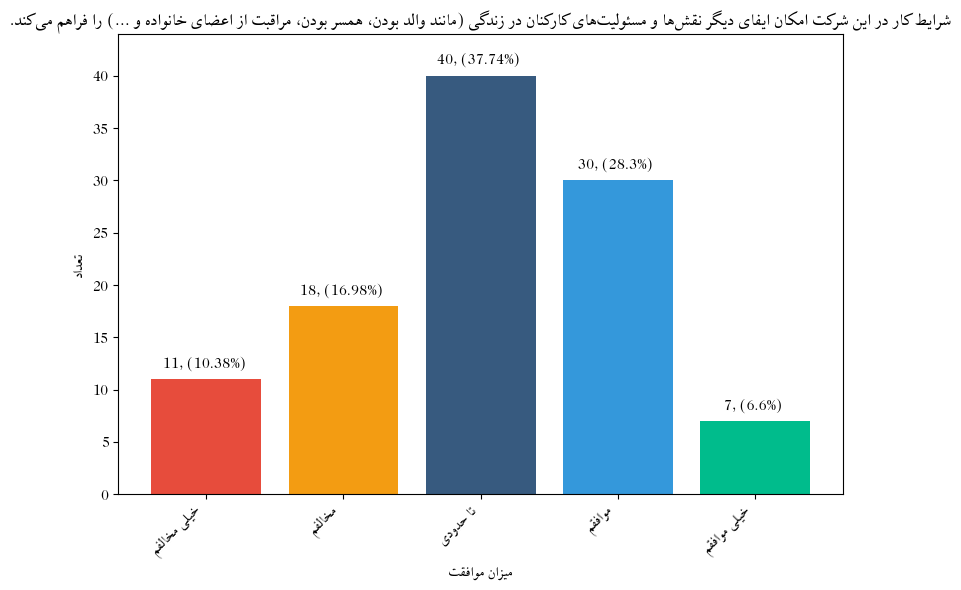 شرایط کار در این شرکت امکان ایفای دیگر نقش‌ها و مسئولیت‌های کارکنان در زندگی (مانند والد بودن، همسر بودن، مراقبت از اعضای خانواده و ...) را فراهم می‌کند.
تعداد
40
35
30
25
20
15
10
5
0
11, (10.38%)
18, (16.98%)
40, (37.74%)
30, (28.3%)
7, (6.6%)
خیلی مخالفم
مخالفم
تا حدودی
موافقم
خیلی موافقم
میزان موافقت